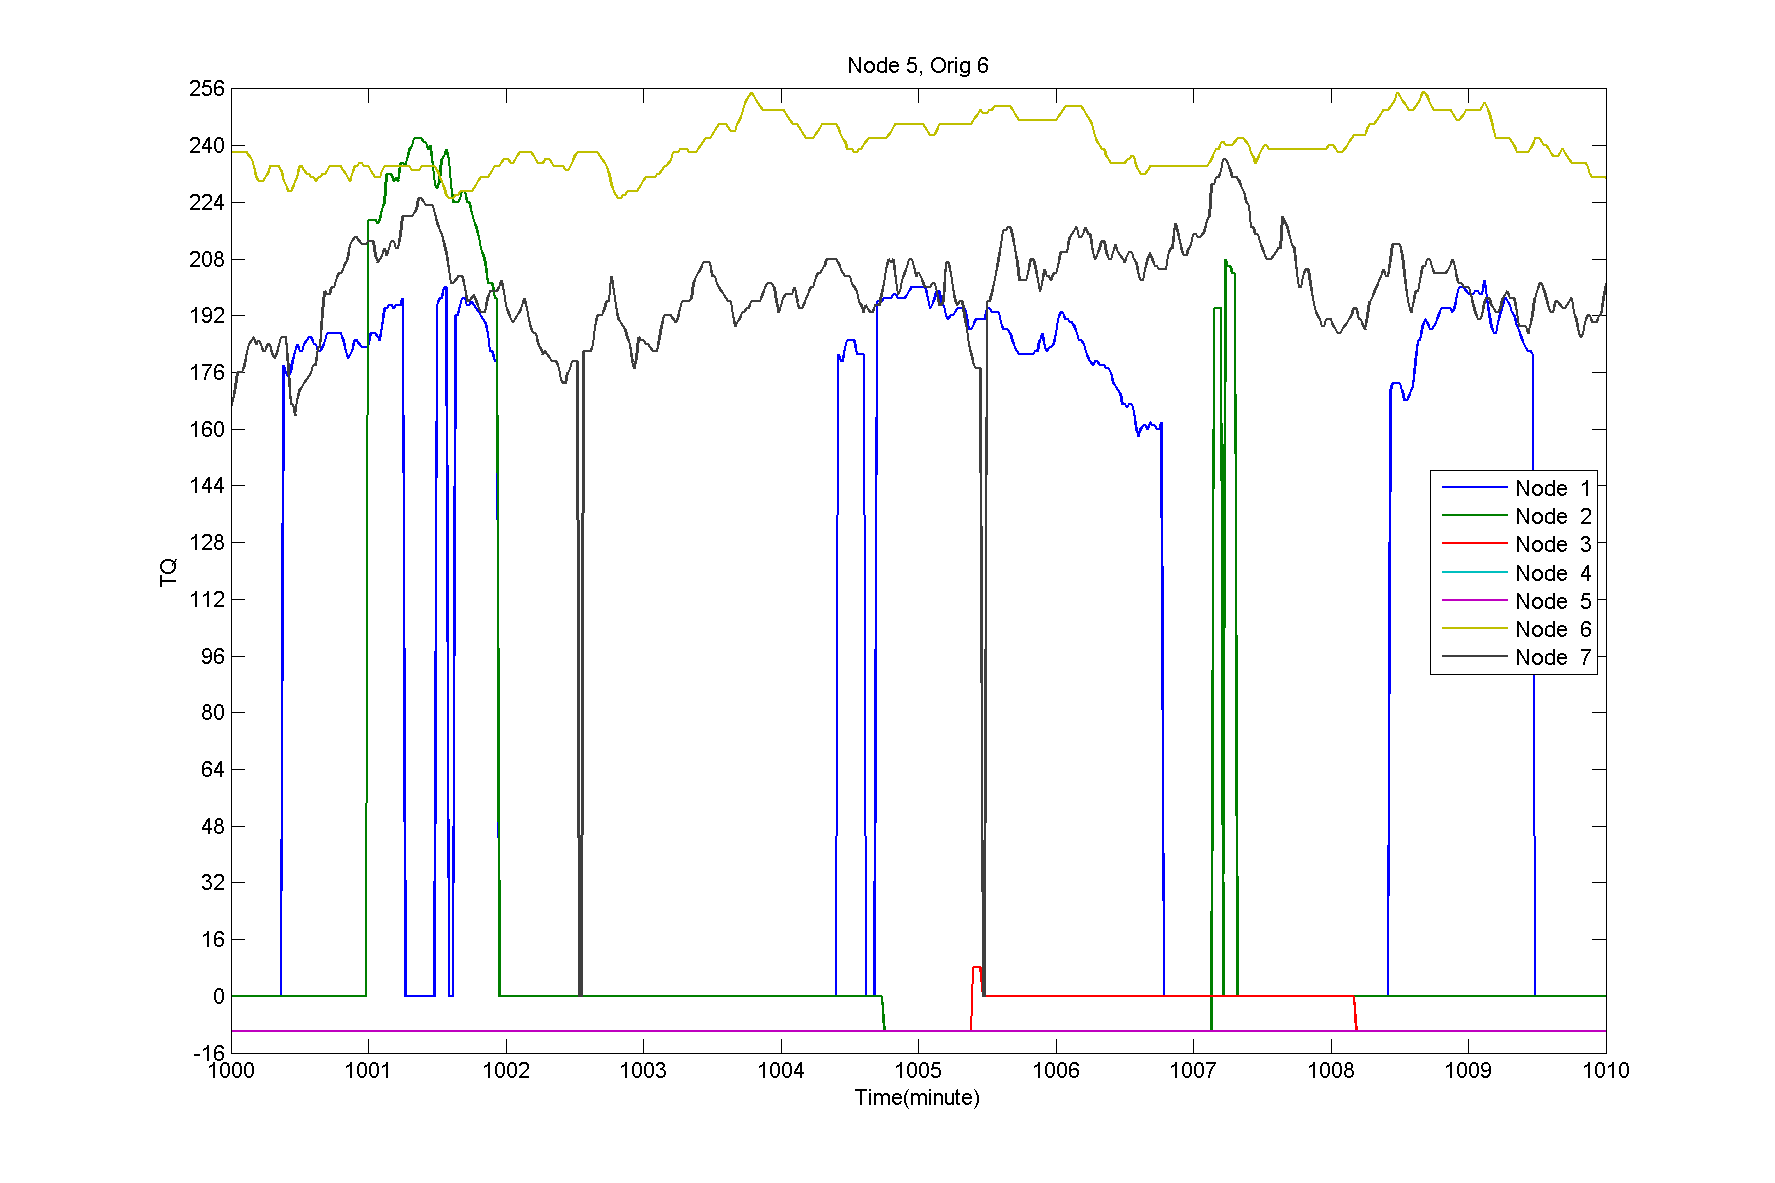 Node 5, Orig 6
256
240
224
208
192
176
160
144
128
112
96
80
64
48
32
16
0
-16
TQ
Node 1
Node 2
Node 3
Node 4
Node 5
Node 6
Node 7
1000 1001 1002 1003 1004 1005 1006 1007 1008 1009 1010
Time(minute)